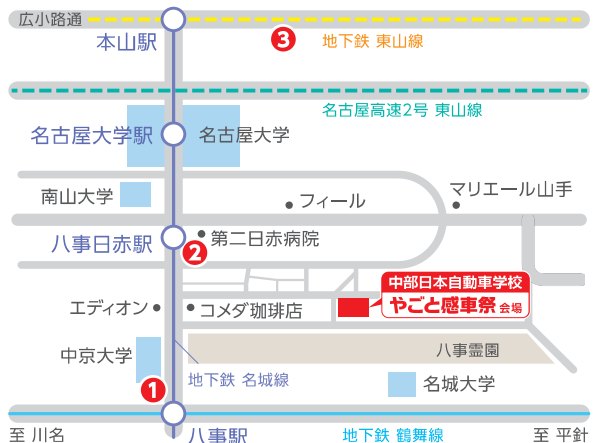 広小路通
本山駅
3
地下鉄 東山線
名古屋高速2号 東山線
名古屋大学駅
名古屋大学
南山大学
フィール
マリエール山手
八事日赤駅
2
第二日赤病院
中部日本自動車学校
やごと感車祭 会場
エディオン
コメダ珈琲店
中京大学
八事霊園
地下鉄 名城線
名城大学
1
至 川名
八事駅
地下鉄 鶴舞線
至 平針